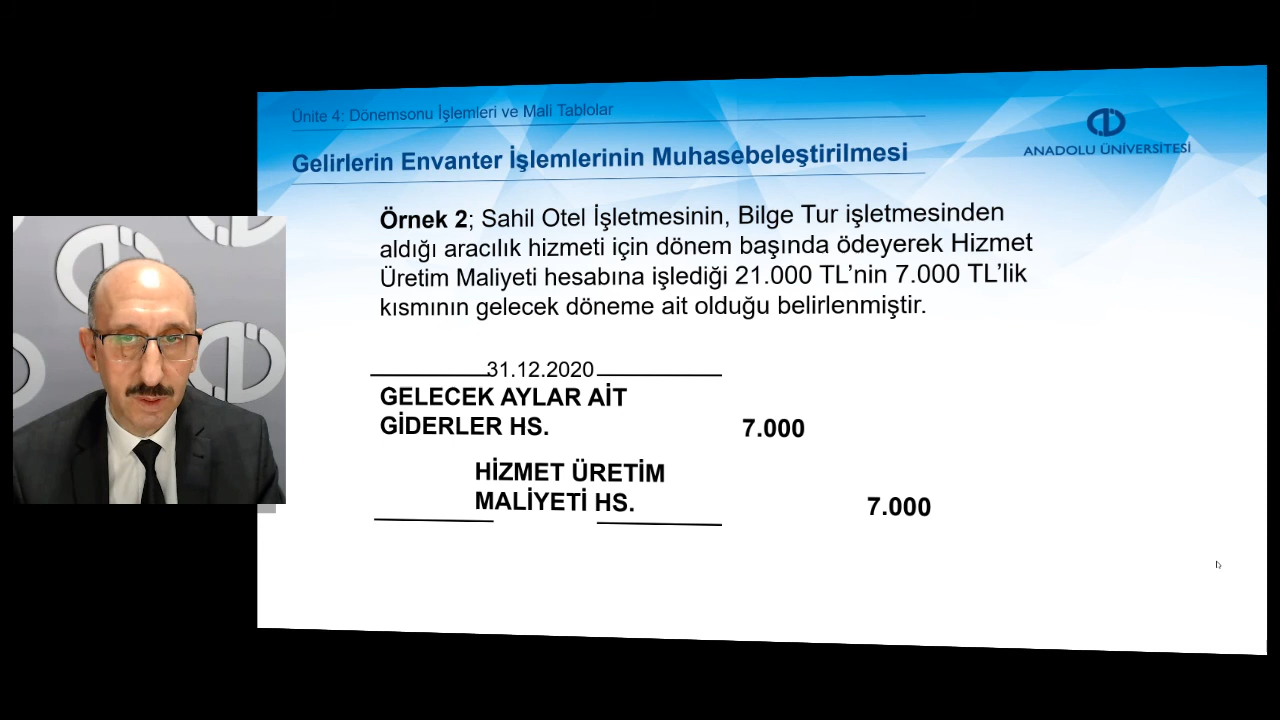 Ünite 4: Dönemsonu İşlemleri ve Mali Tablolar
Gelirlerin Envanter İşlemlerinin Muhasebeleştirilmesi
ANADOLU ÜNİVERSİTESİ
Örnek 2; Sahil Otel İşletmesinin, Bilge Tur işletmesinden
aldığı aracılık hizmeti için dönem başında ödeyerek Hizmet
Üretim Maliyeti hesabına işlediği 21.000 TL’nin 7.000 TL’lik
kısmının gelecek döneme ait olduğu belirlenmiştir.
31.12.2020
GELECEK AYLAR AİT
GİDERLER HS. 7.000
HİZMET ÜRETİM
MALİYETİ HS. 7.000